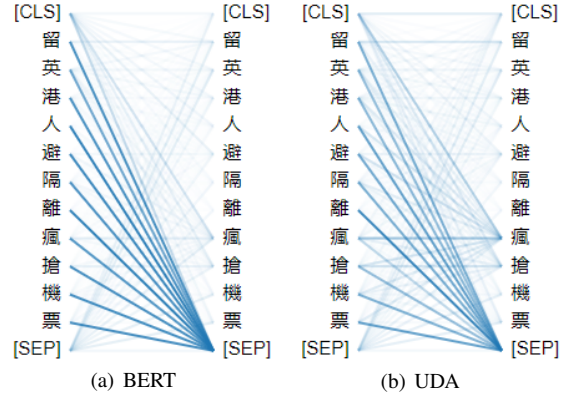 [CLS] [CLS] [CLS] [CLS]
留 留 留 留
英 英 英 英
港 港 港 港
人 人 人 人
避 避 避 避
隔 隔 隔 隔
離 離 離 離
瘋 瘋 瘋 瘋
搶 搶 搶 搶
機 機 機 機
票 票 票 票
[SEP] [SEP] [SEP] [SEP]
(a) BERT (b) UDA